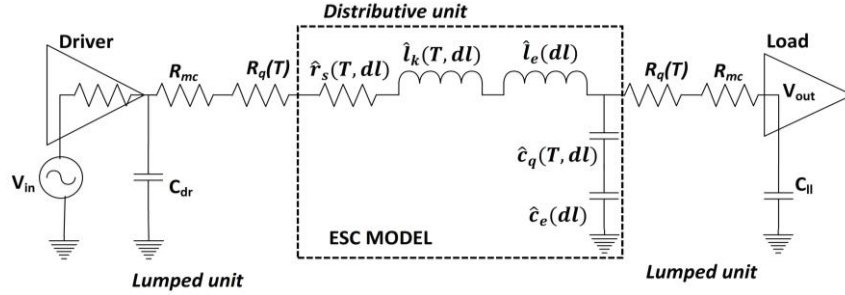 Distributive unit
Driver
Load
R_mc
R_q(T)
r̂_s(T, dl)
l̂_k(T, dl)
l̂_e(dl)
R_q(T)
R_mc
V_out
V_in
C_dr
ĉ_q(T, dl)
ĉ_e(dl)
C_ll
ESC MODEL
Lumped unit
Lumped unit